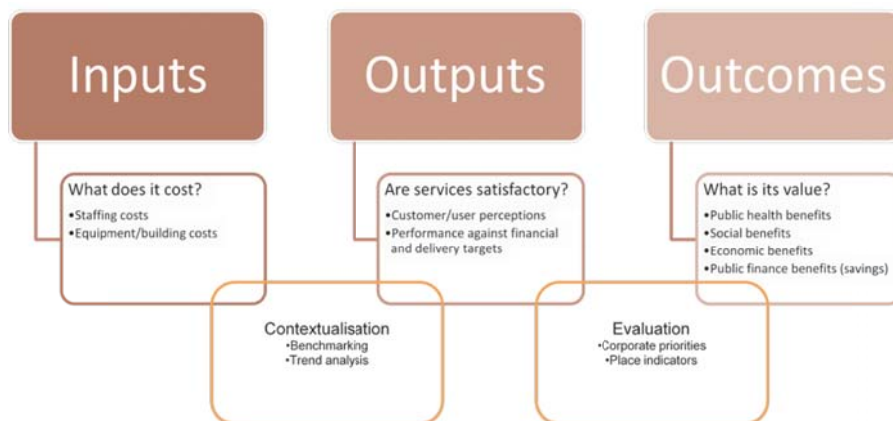 Inputs
Outputs
Outcomes
What does it cost?
•Staffing costs
•Equipment/building costs
Are services satisfactory?
•Customer/user perceptions
•Performance against financial
and delivery targets
What is its value?
•Public health benefits
•Social benefits
•Economic benefits
•Public finance benefits (savings)
Contextualisation
•Benchmarking
•Trend analysis
Evaluation
•Corporate priorities
•Place indicators